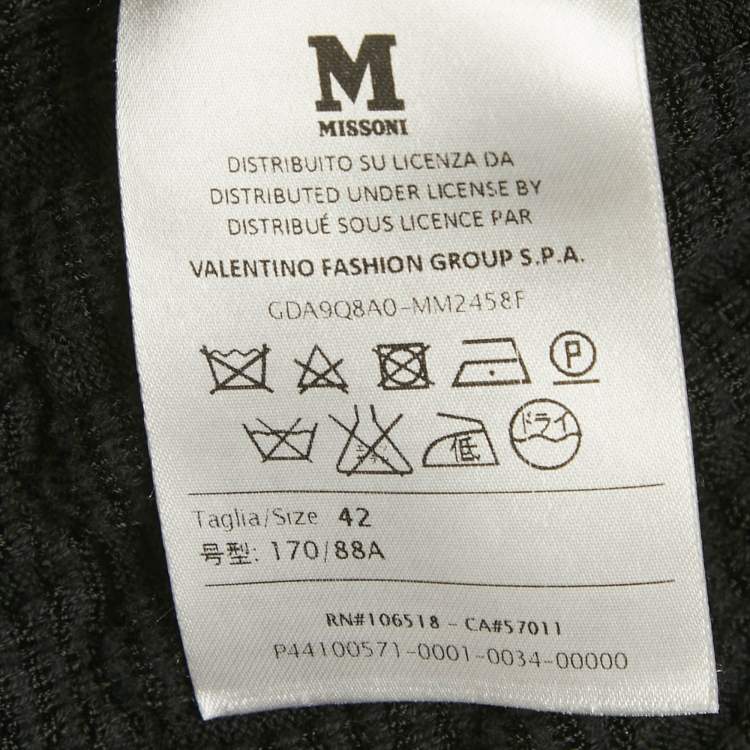 M
MISSONI
DISTRIBUITO SU LICENZA DA
DISTRIBUTED UNDER LICENSE BY
DISTRIBUÉ SOUS LICENCE PAR
VALENTINO FASHION GROUP S.P.A.
GDA9Q8A0-MM2458F
P
低 ドライ
Taglia/Size 42
号型: 170/88A
RN#106518 - CA#57011
P44100571-0001-0034-00000